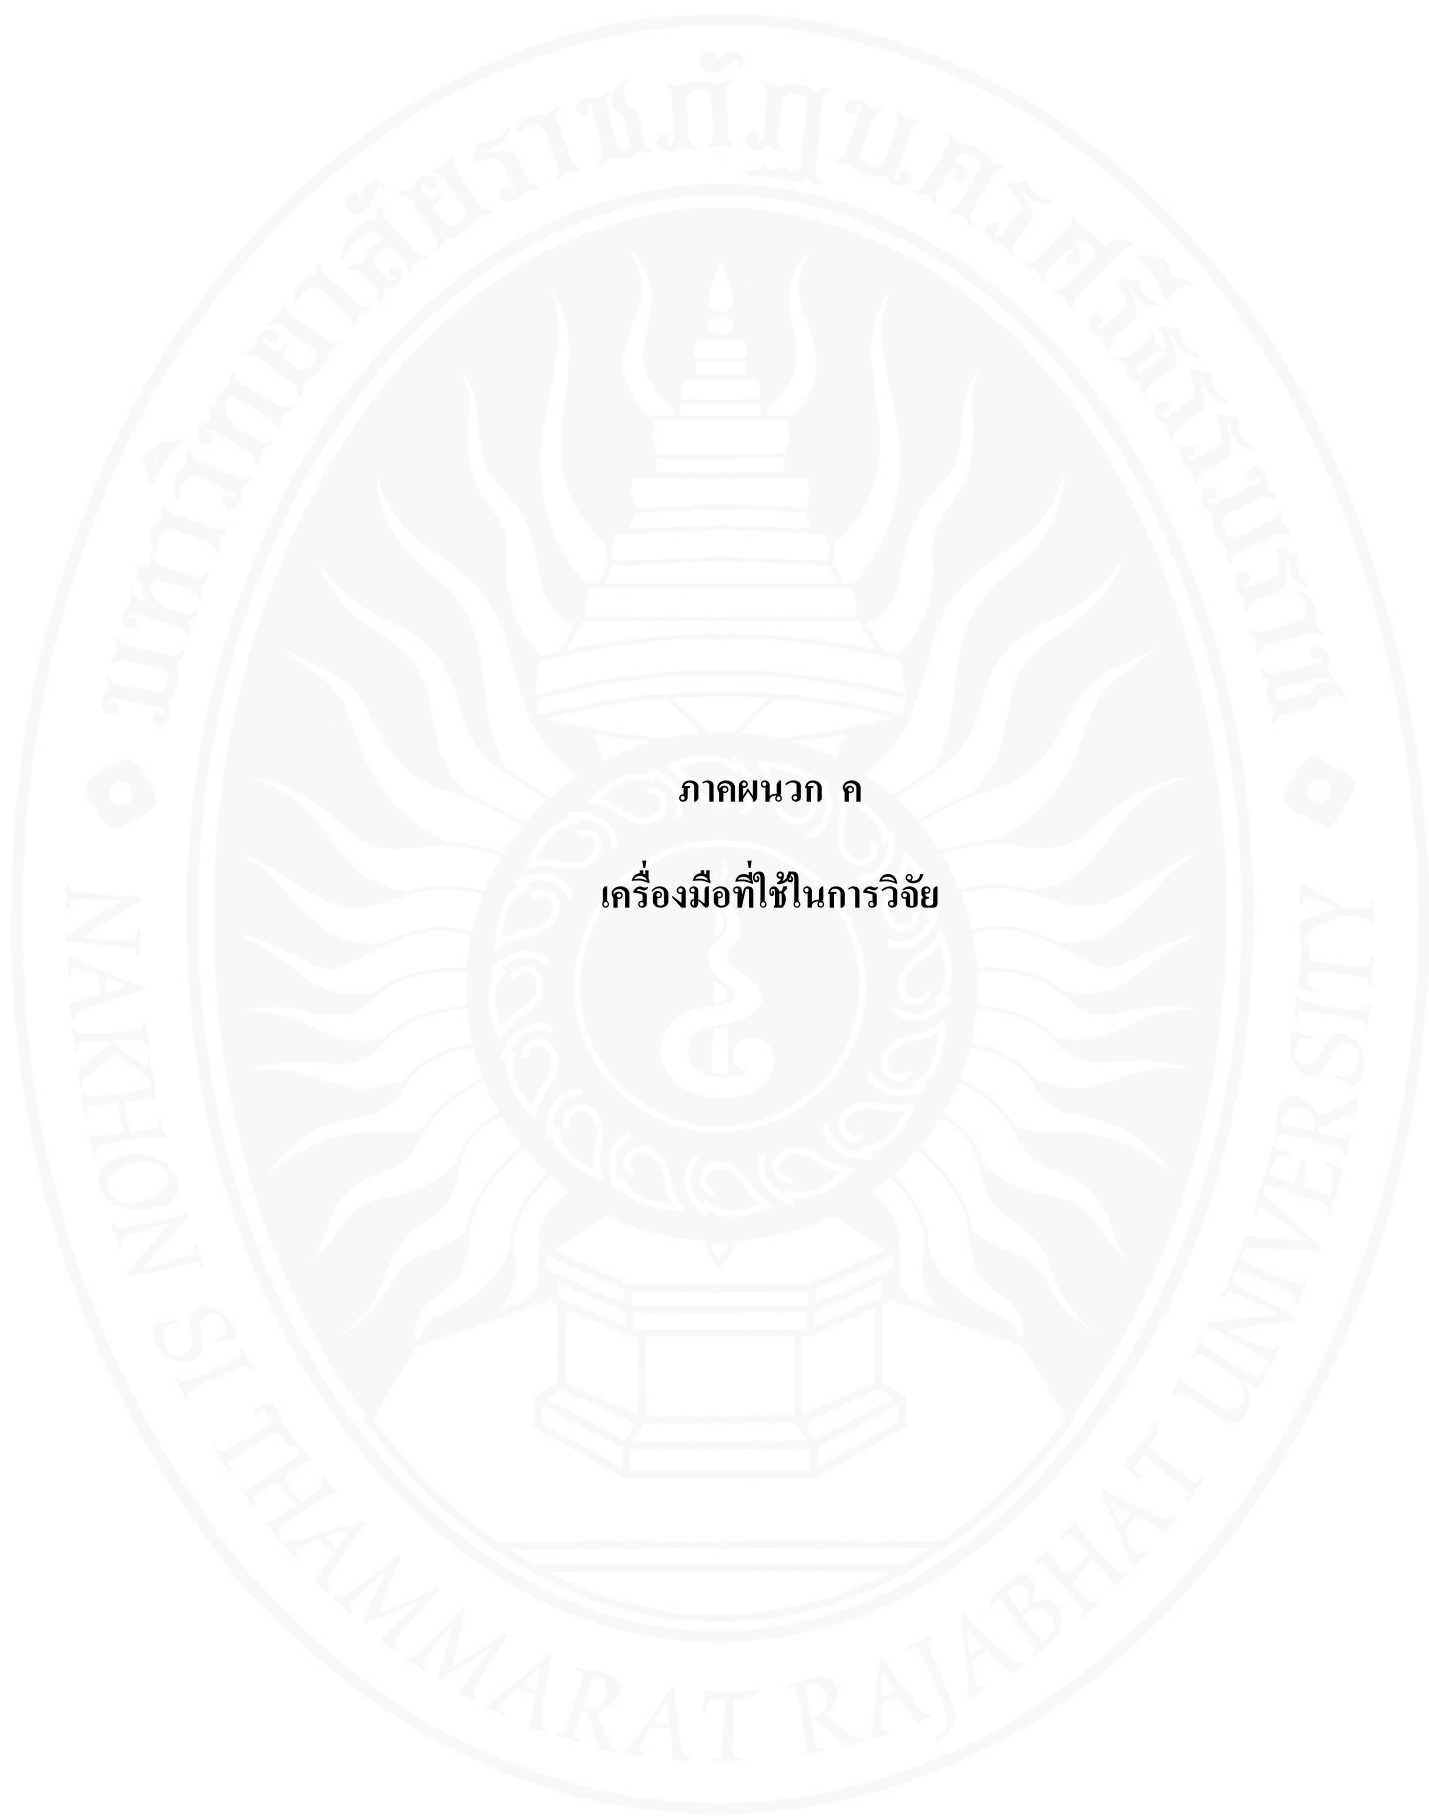 มหาวิทยาลัยราชภัฏนครศรีธรรมราช
ภาคผนวก ค
เครื่องมือที่ใช้ในการวิจัย
NAKHON SI THAMMARAT RAJABHAT UNIVERSITY